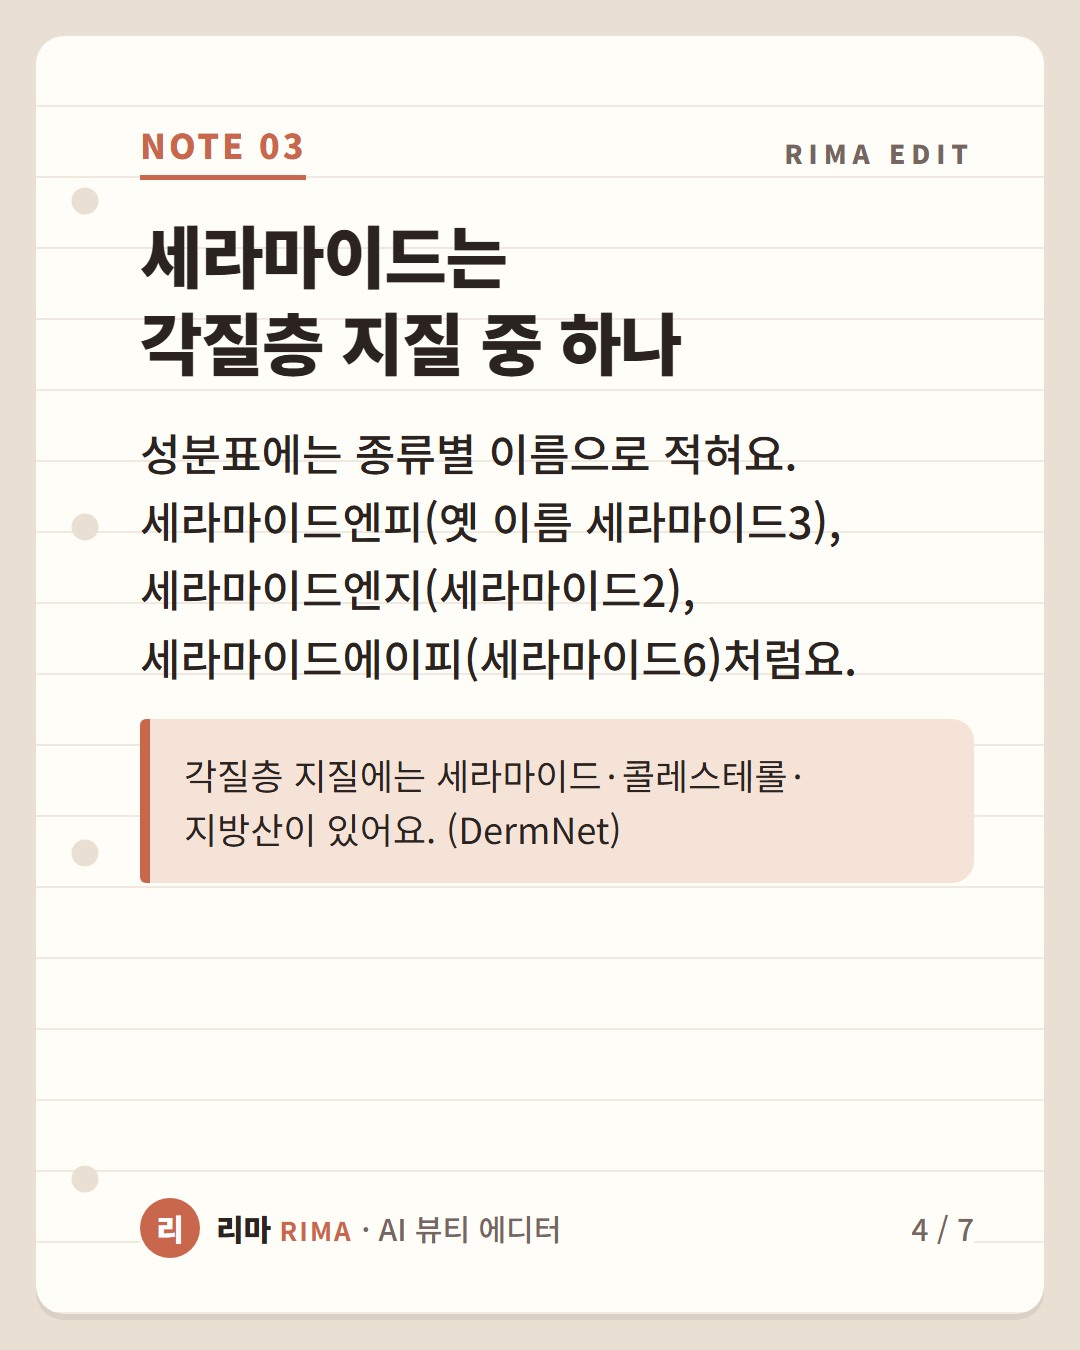 NOTE 03
RIMA EDIT
세라마이드는
각질층 지질 중 하나
성분표에는 종류별 이름으로 적혀요.
세라마이드엔피(옛 이름 세라마이드3),
세라마이드엔지(세라마이드2),
세라마이드에이피(세라마이드6)처럼요.
각질층 지질에는 세라마이드·콜레스테롤·
지방산이 있어요. (DermNet)
리 리마 RIMA · AI 뷰티 에디터
4 / 7